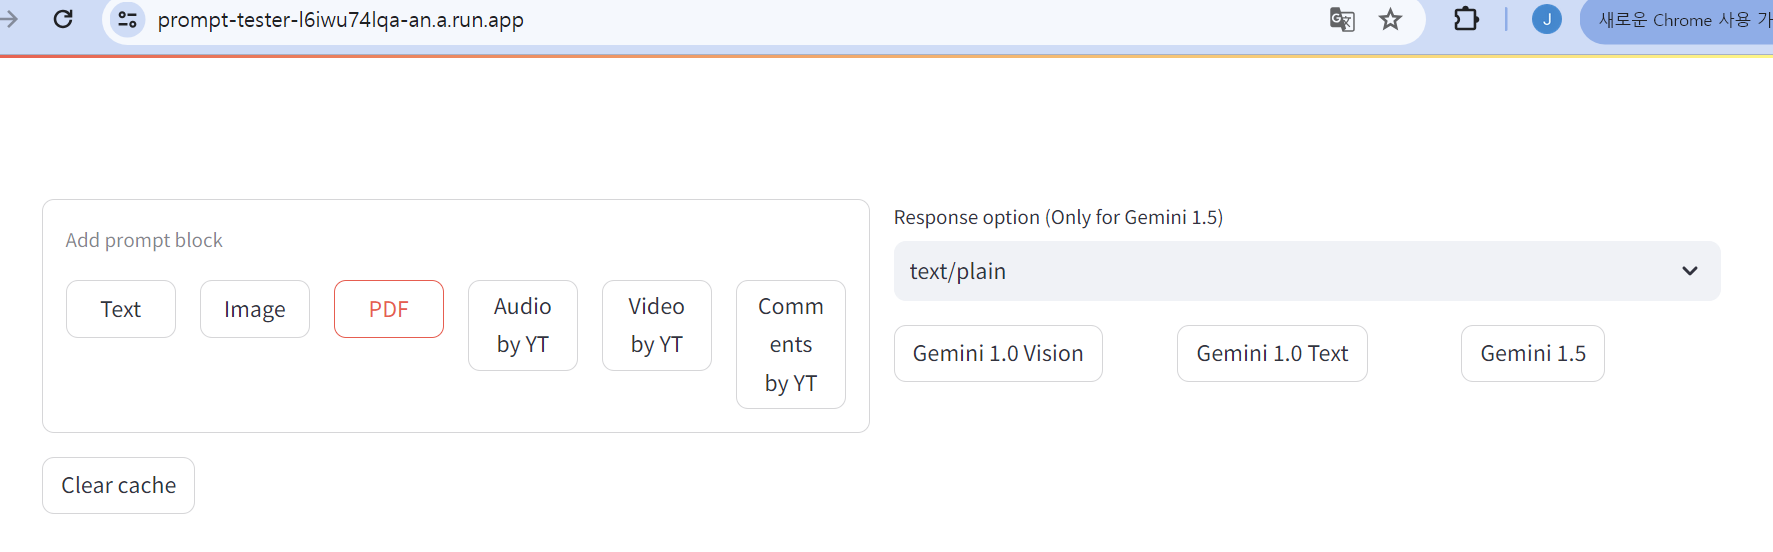 prompt-tester-l6iwu74lqa-an.a.run.app
J
새로운 Chrome 사용 가
Add prompt block
Text
Image
PDF
Audio
by YT
Video
by YT
Comm
ents
by YT
Clear cache
Response option (Only for Gemini 1.5)
text/plain
Gemini 1.0 Vision
Gemini 1.0 Text
Gemini 1.5